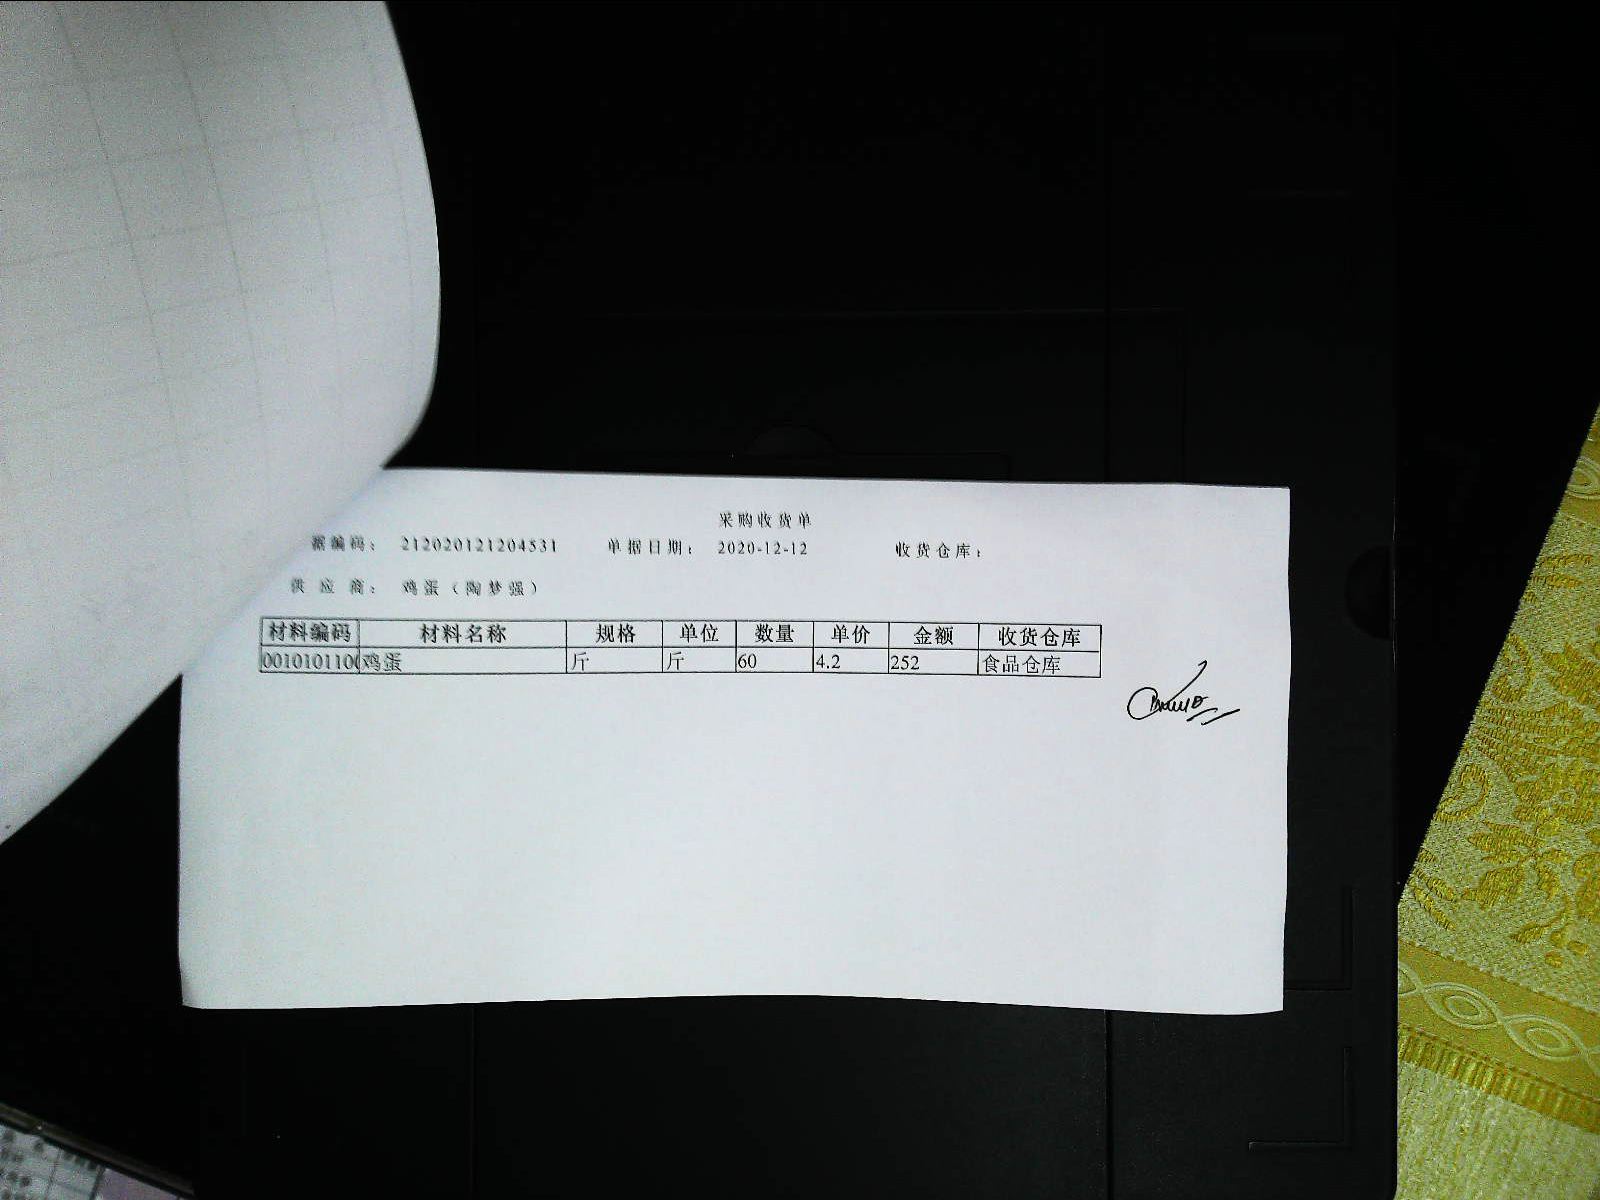 采购收货单
据编码： 212020121204531 单据日期： 2020-12-12 收货仓库：
供应商： 鸡蛋（陶梦强）
材料编码 材料名称 规格 单位 数量 单价 金额 收货仓库
0010101100 鸡蛋 斤 斤 60 4.2 252 食品仓库